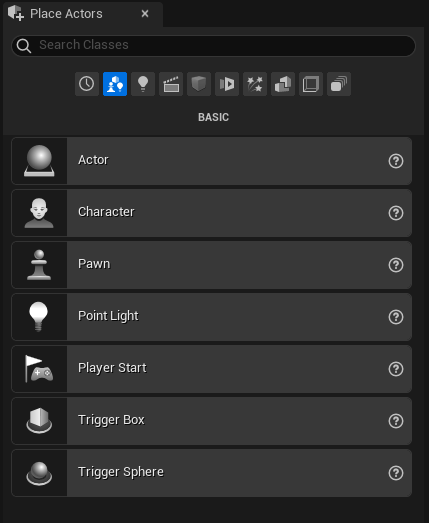 Place Actors
Search Classes
BASIC
Actor
Character
Pawn
Point Light
Player Start
Trigger Box
Trigger Sphere